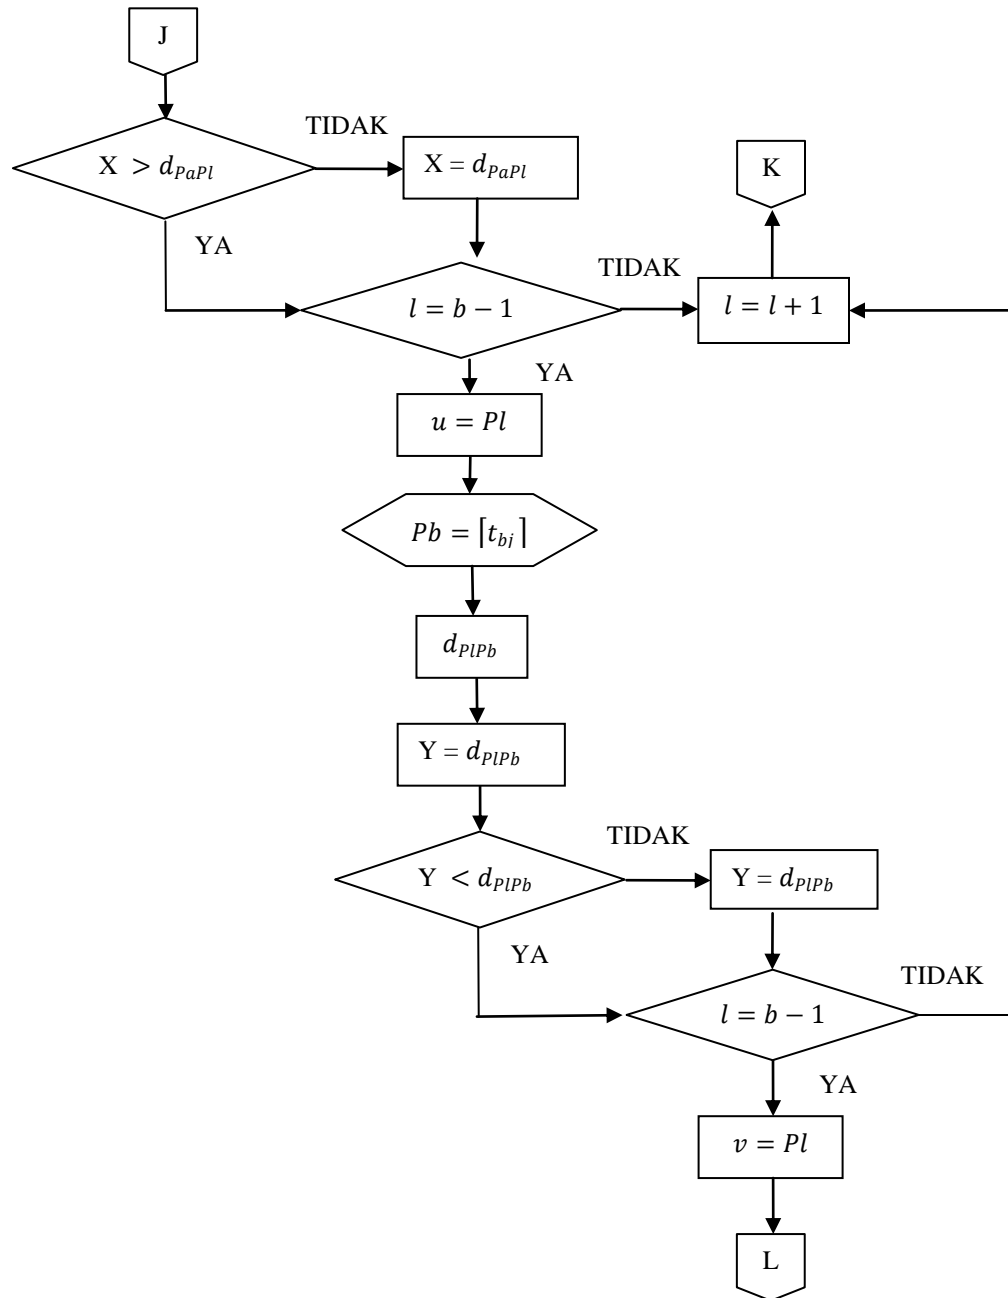 J
TIDAK
X > d_{PaPl}
X = d_{PaPl}
K
YA
TIDAK
l = b − 1
l = l + 1
YA
u = Pl
Pb = ⌈t_{bj}⌉
d_{PlPb}
Y = d_{PlPb}
TIDAK
Y < d_{PlPb}
Y = d_{PlPb}
YA
TIDAK
l = b − 1
YA
v = Pl
L